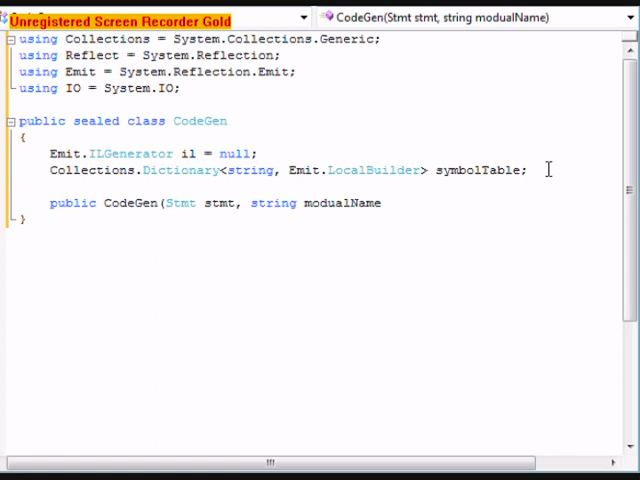 Unregistered Screen Recorder Gold
CodeGen(Stmt stmt, string modualName)
using Collections = System.Collections.Generic;
using Reflect = System.Reflection;
using Emit = System.Reflection.Emit;
using IO = System.IO;
public sealed class CodeGen
{
Emit.ILGenerator il = null;
Collections.Dictionary<string, Emit.LocalBuilder> symbolTable;
public CodeGen(Stmt stmt, string modualName
}